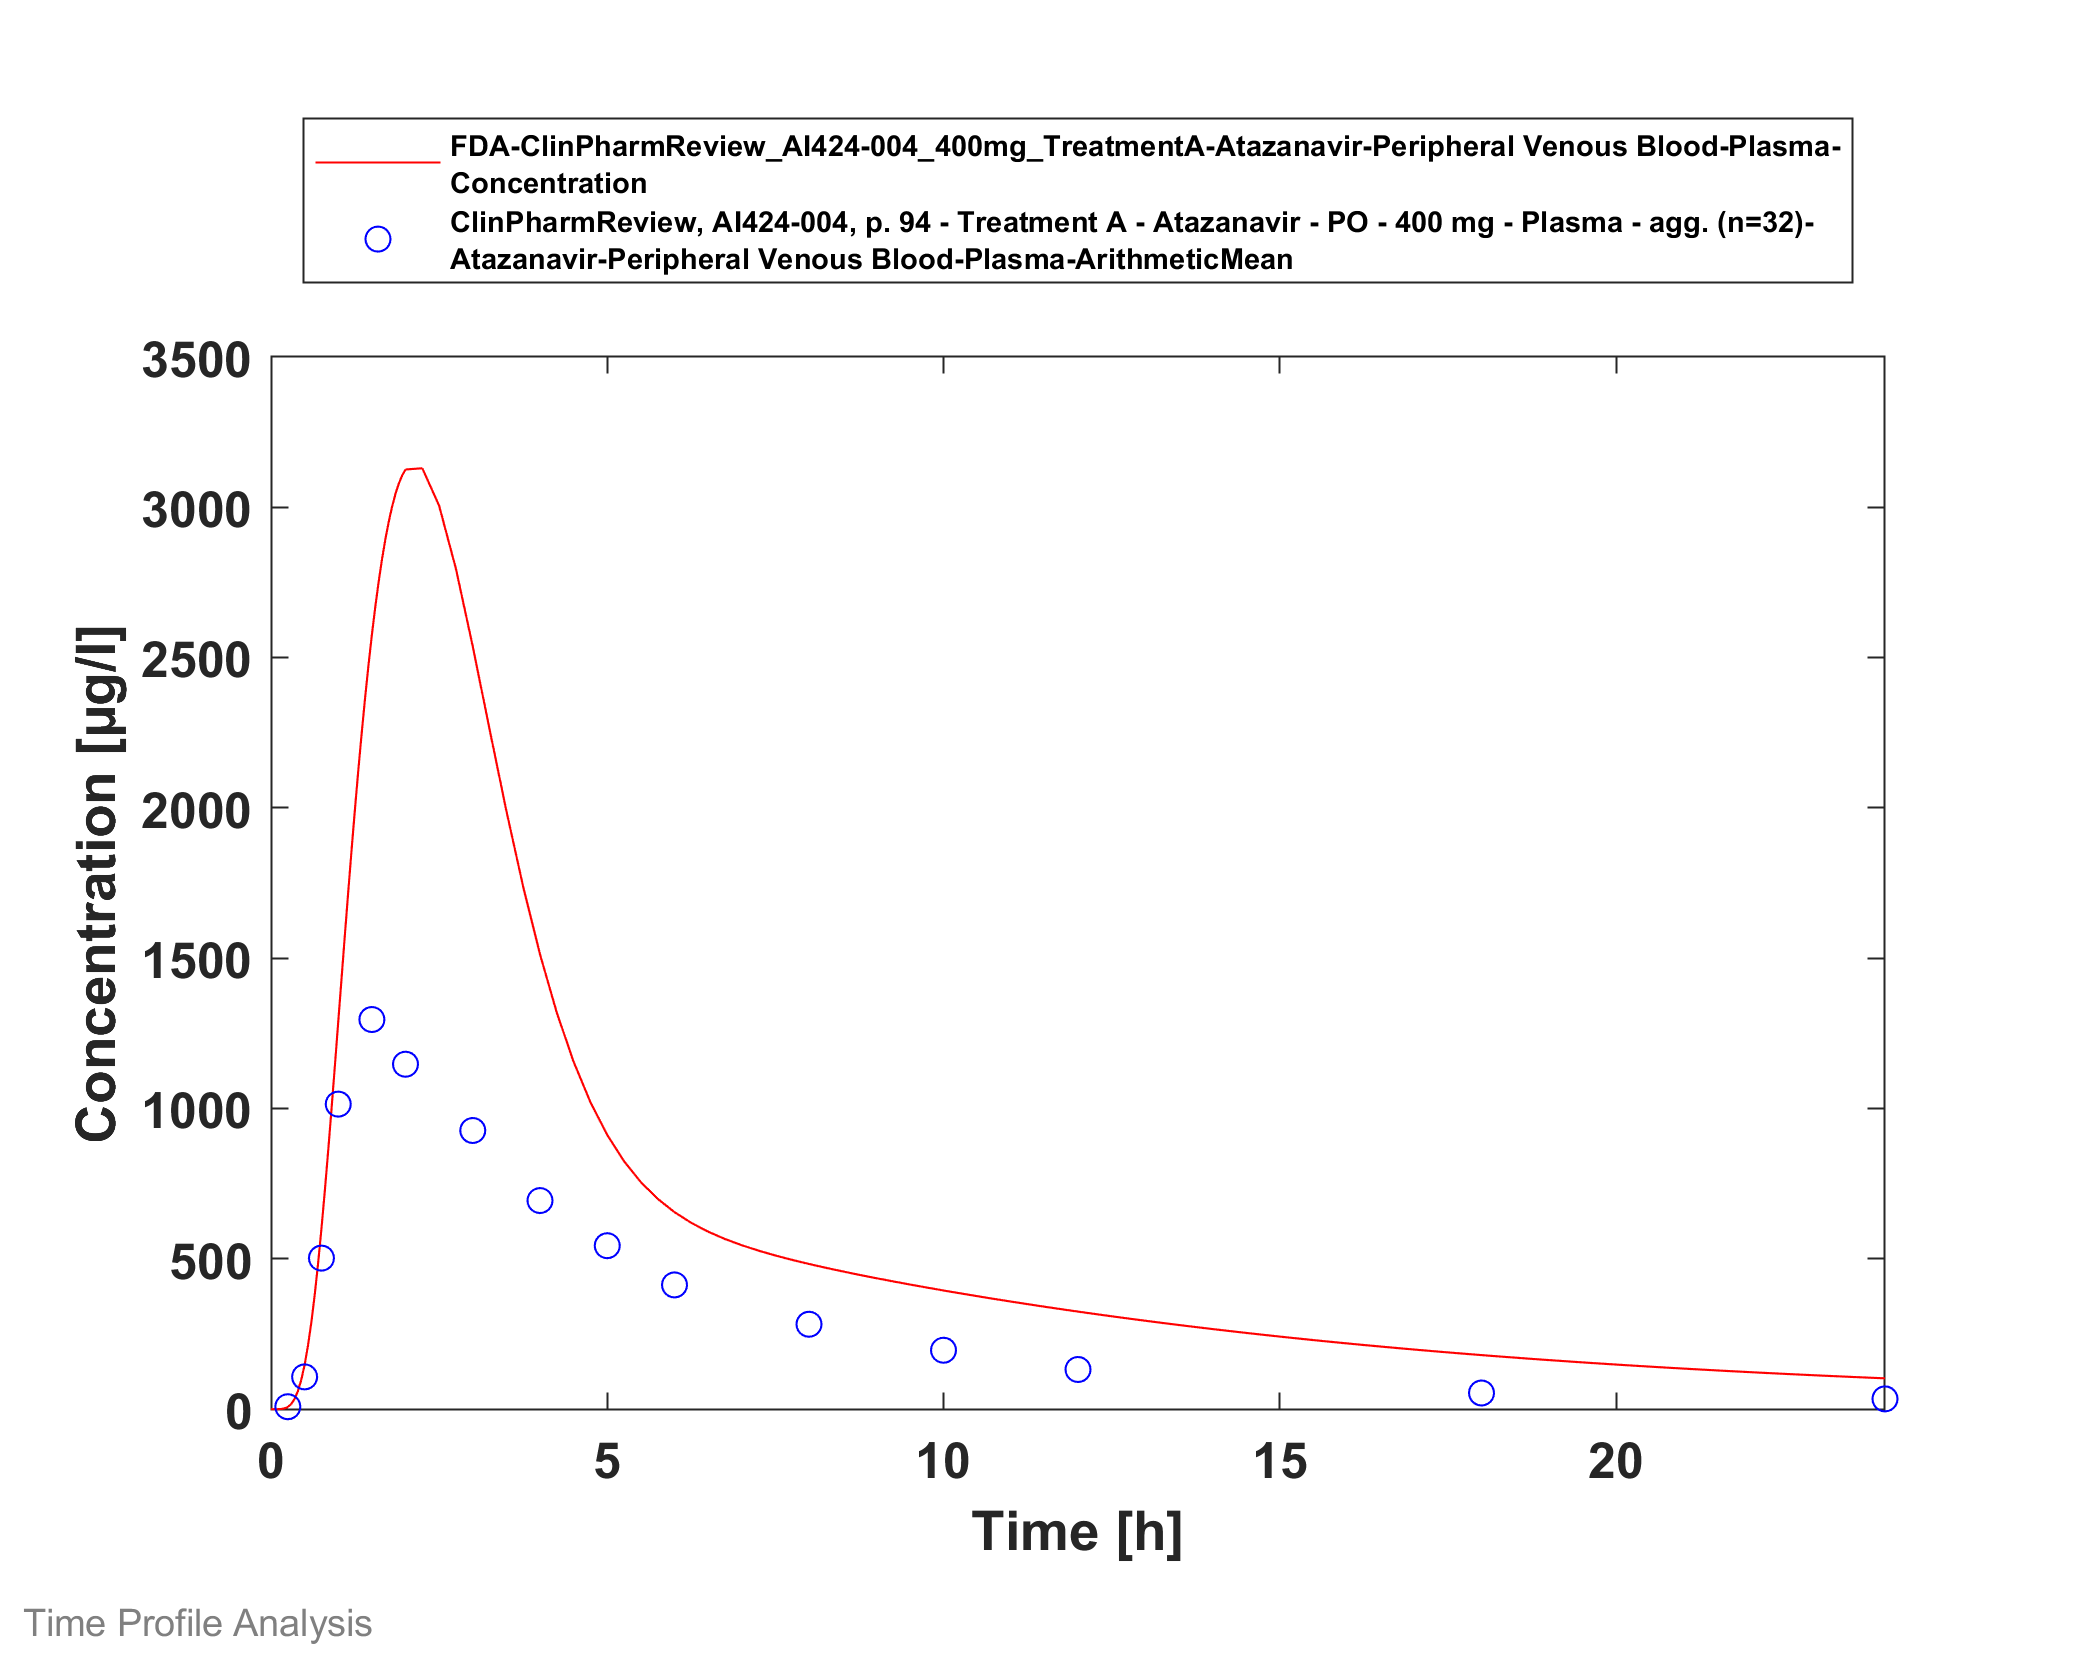 FDA-ClinPharmReview_AI424-004_400mg_TreatmentA-Atazanavir-Peripheral Venous Blood-Plasma-
Concentration
ClinPharmReview, AI424-004, p. 94 - Treatment A - Atazanavir - PO - 400 mg - Plasma - agg. (n=32)-
Atazanavir-Peripheral Venous Blood-Plasma-ArithmeticMean
3500
3000
2500
2000
1500
1000
500
0
Concentration [µg/l]
0 5 10 15 20
Time [h]
Time Profile Analysis